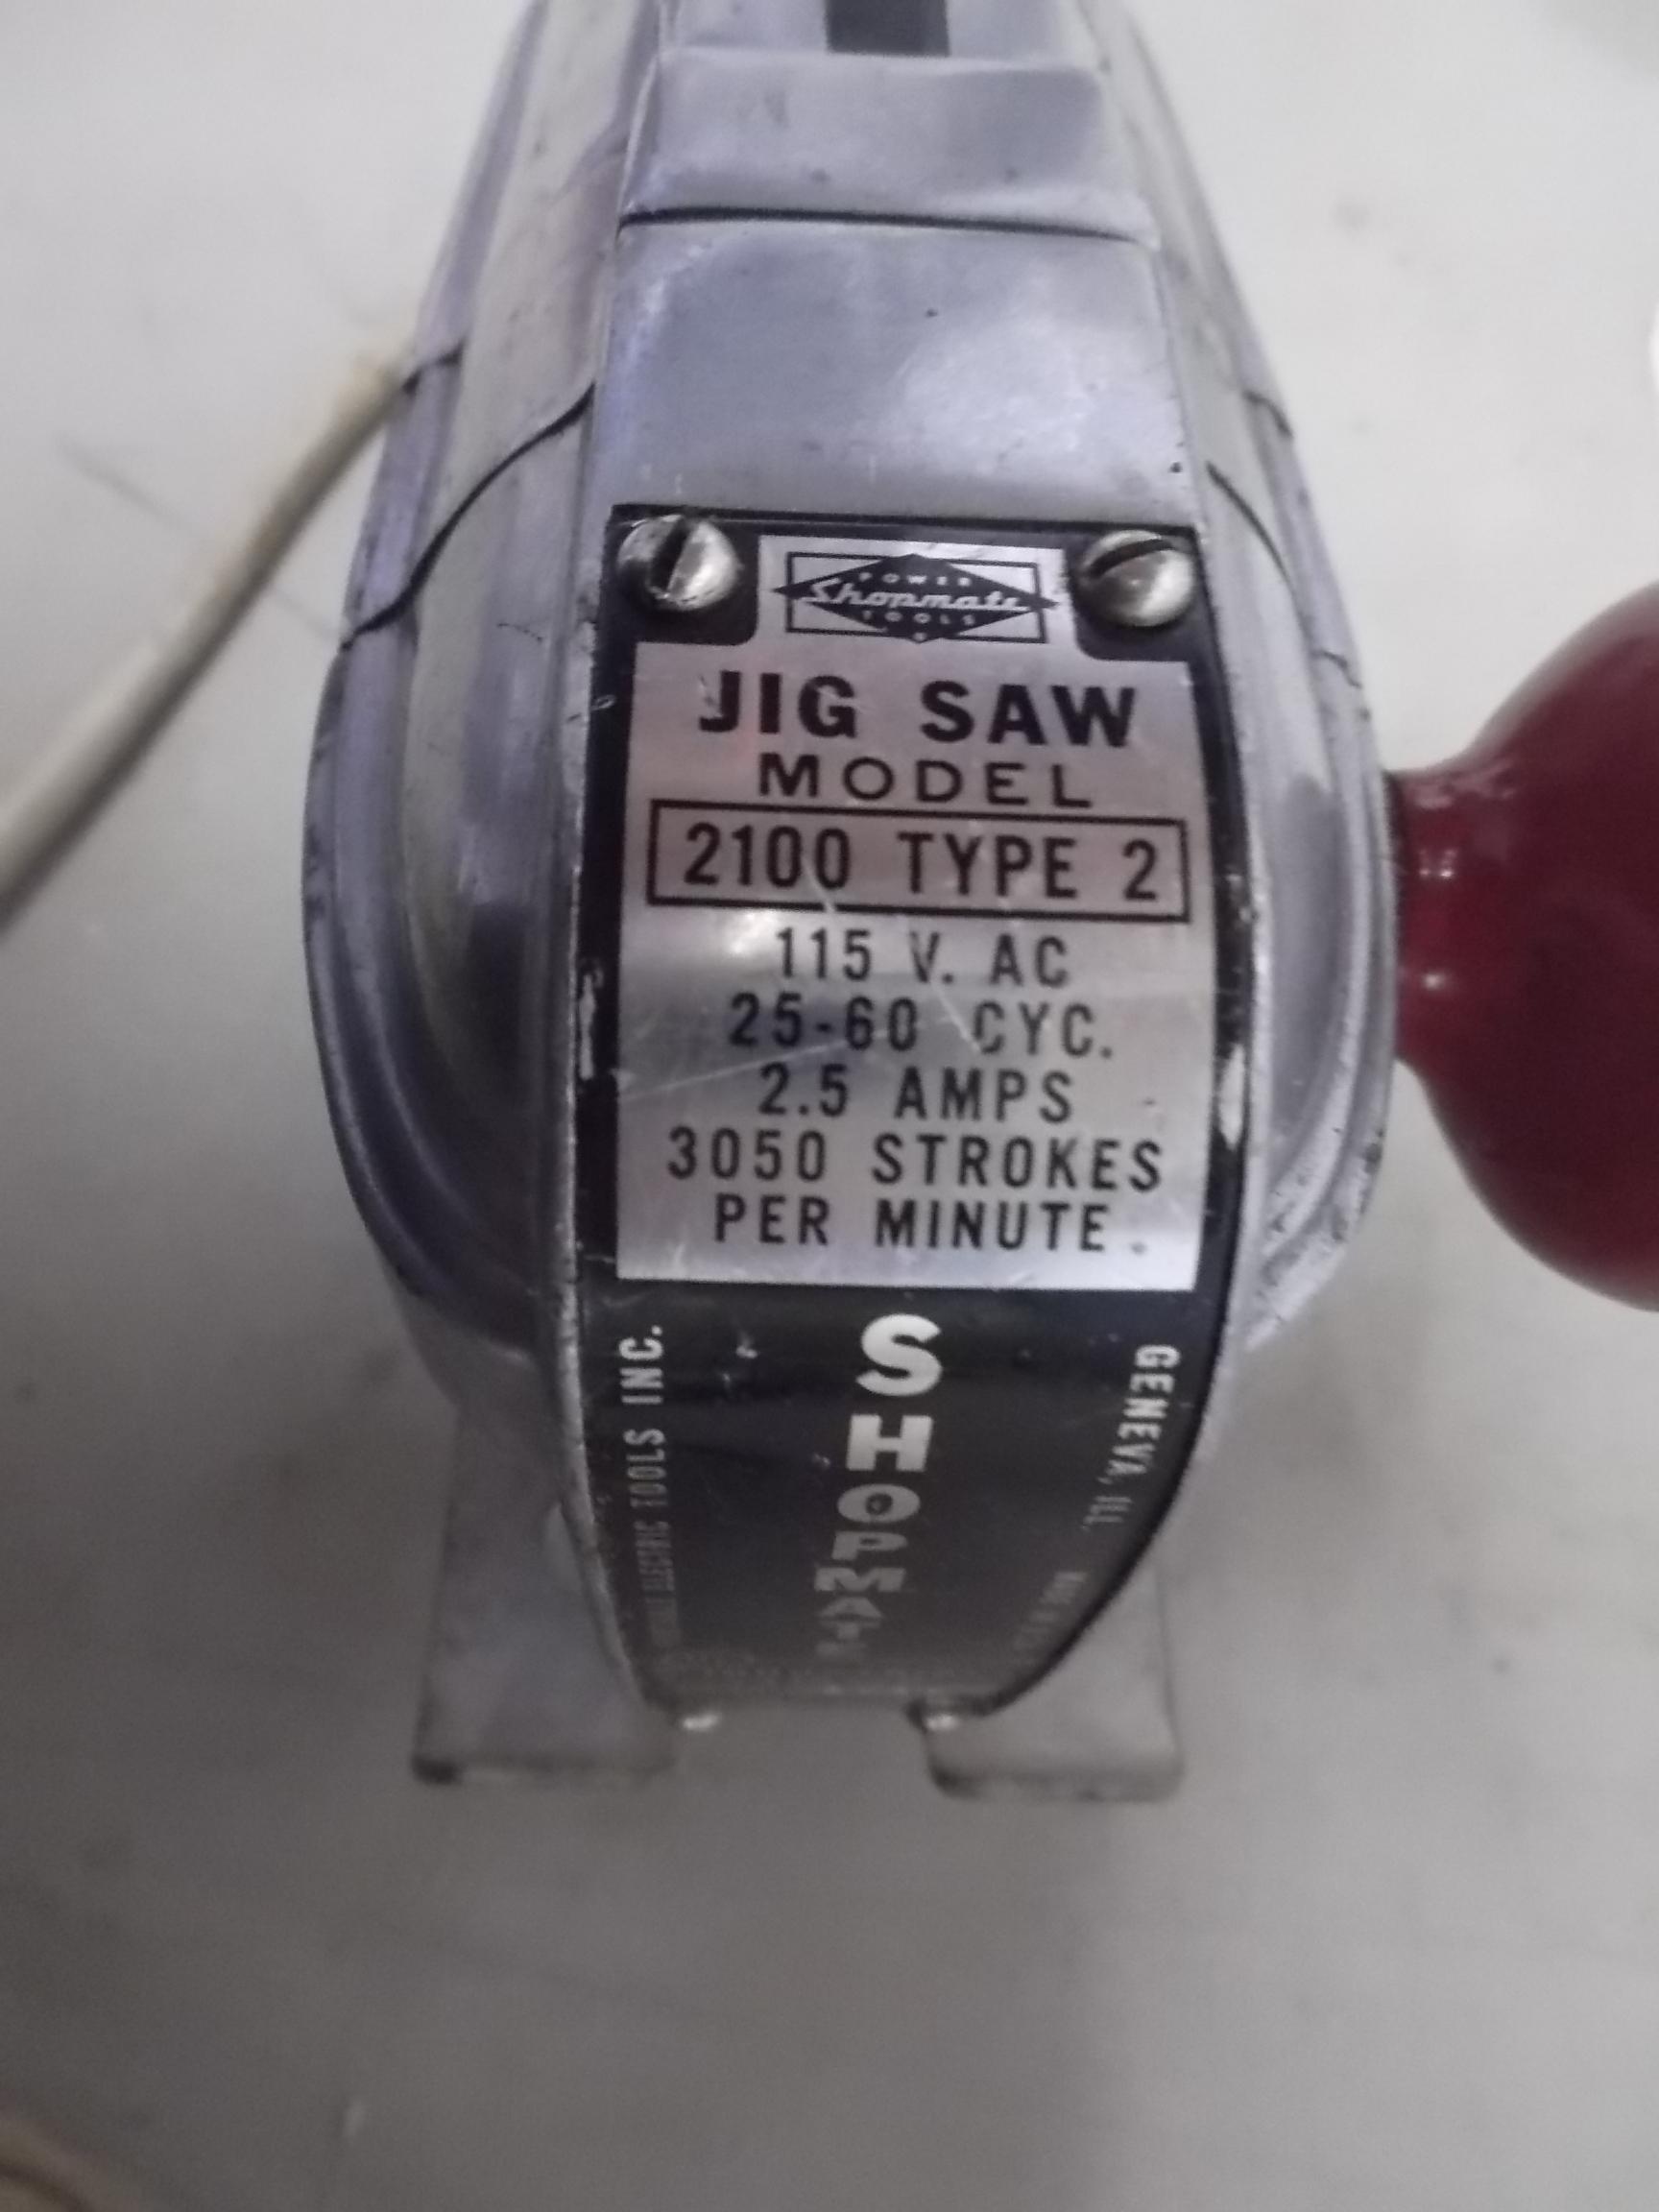 POWER
Shopmate
TOOLS
JIG SAW
MODEL
2100 TYPE 2
115 V. AC
25-60 CYC.
2.5 AMPS
3050 STROKES
PER MINUTE.
SHOPMATE
ELECTRIC TOOLS INC.
GENEVA, ILL.